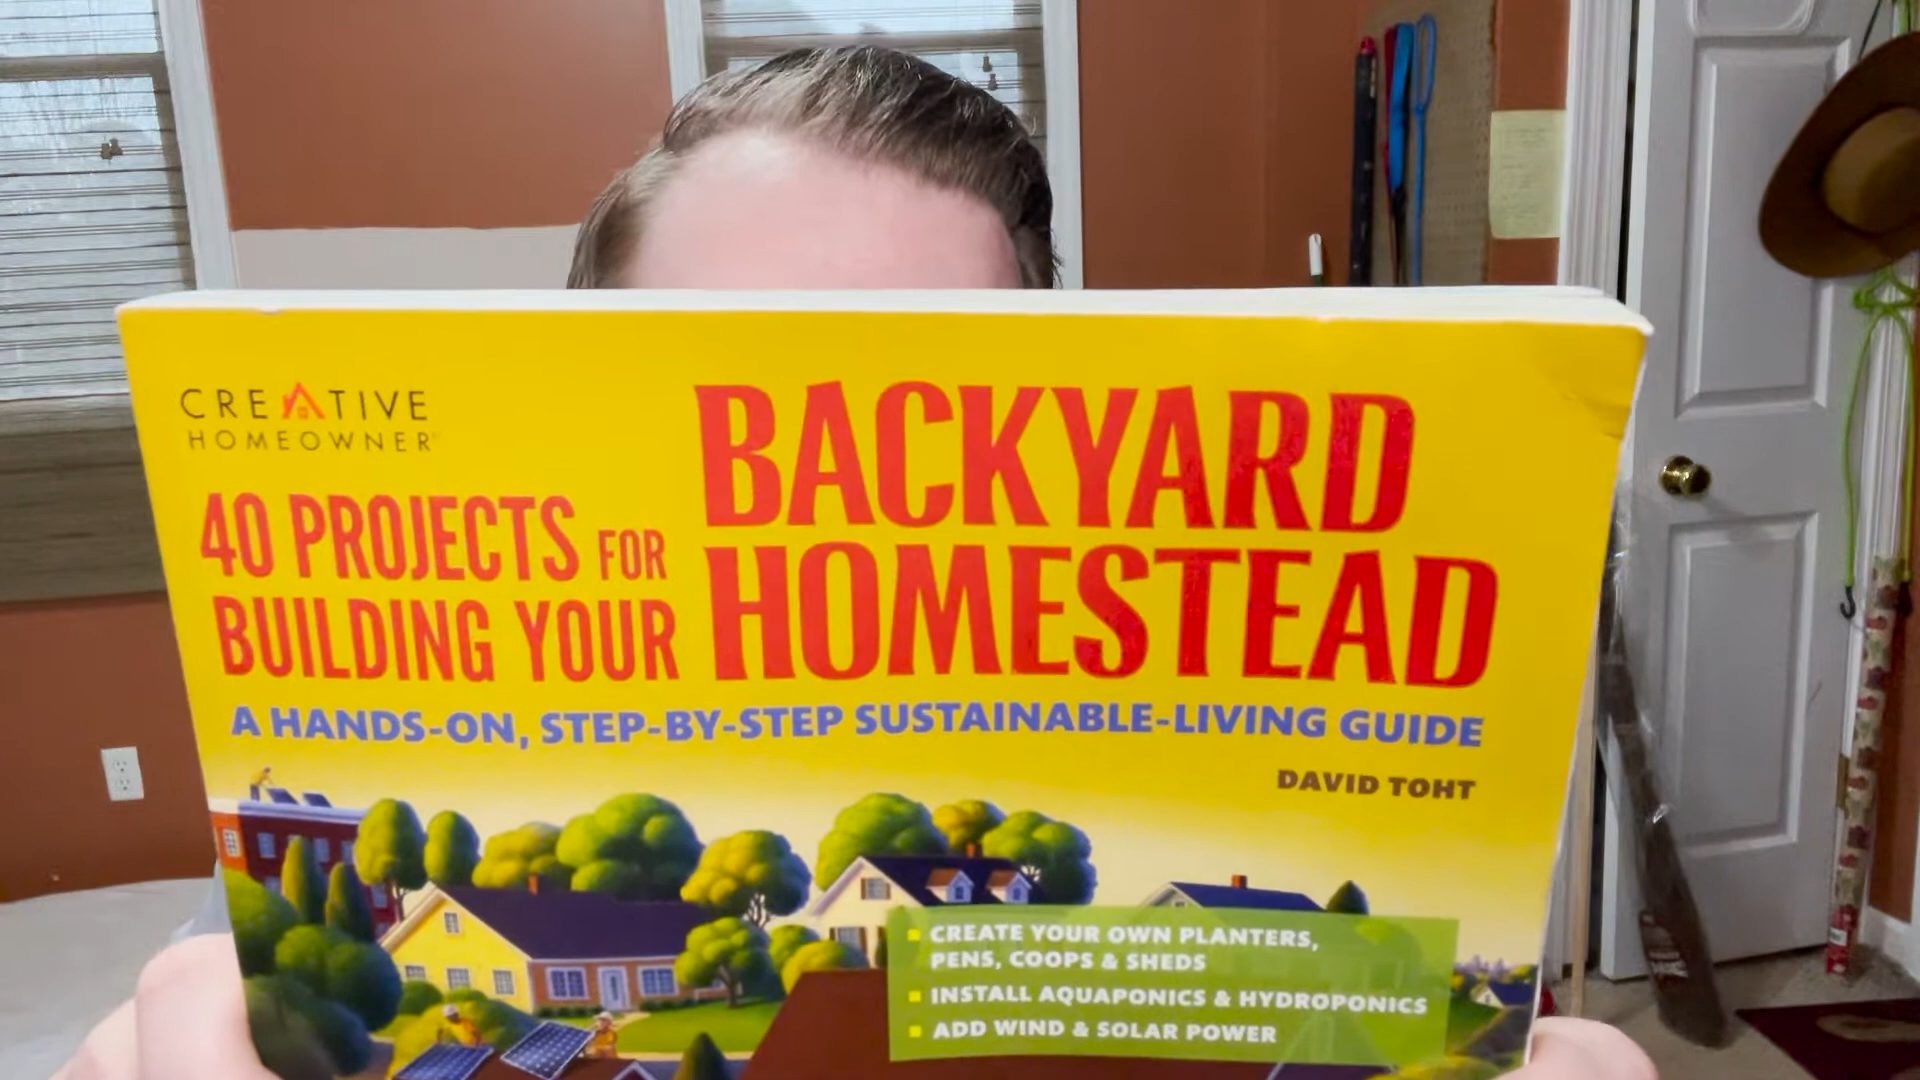 CREATIVE
HOMEOWNER
40 PROJECTS FOR
BUILDING YOUR
BACKYARD
HOMESTEAD
A HANDS-ON, STEP-BY-STEP SUSTAINABLE-LIVING GUIDE
DAVID TOHT
CREATE YOUR OWN PLANTERS,
PENS, COOPS & SHEDS
INSTALL AQUAPONICS & HYDROPONICS
ADD WIND & SOLAR POWER